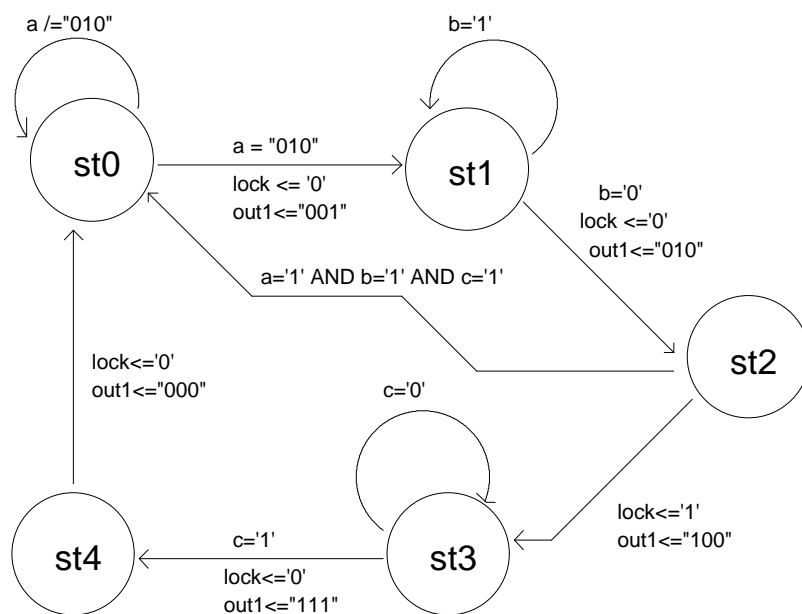 a /="010"
b='1'
st0
a = "010"
lock <= '0'
out1<="001"
st1
b='0'
lock <='0'
out1<="010"
a='1' AND b='1' AND c='1'
st2
lock<='0'
out1<="000"
c='0'
lock<='1'
out1<="100"
st4
c='1'
lock<='0'
out1<="111"
st3